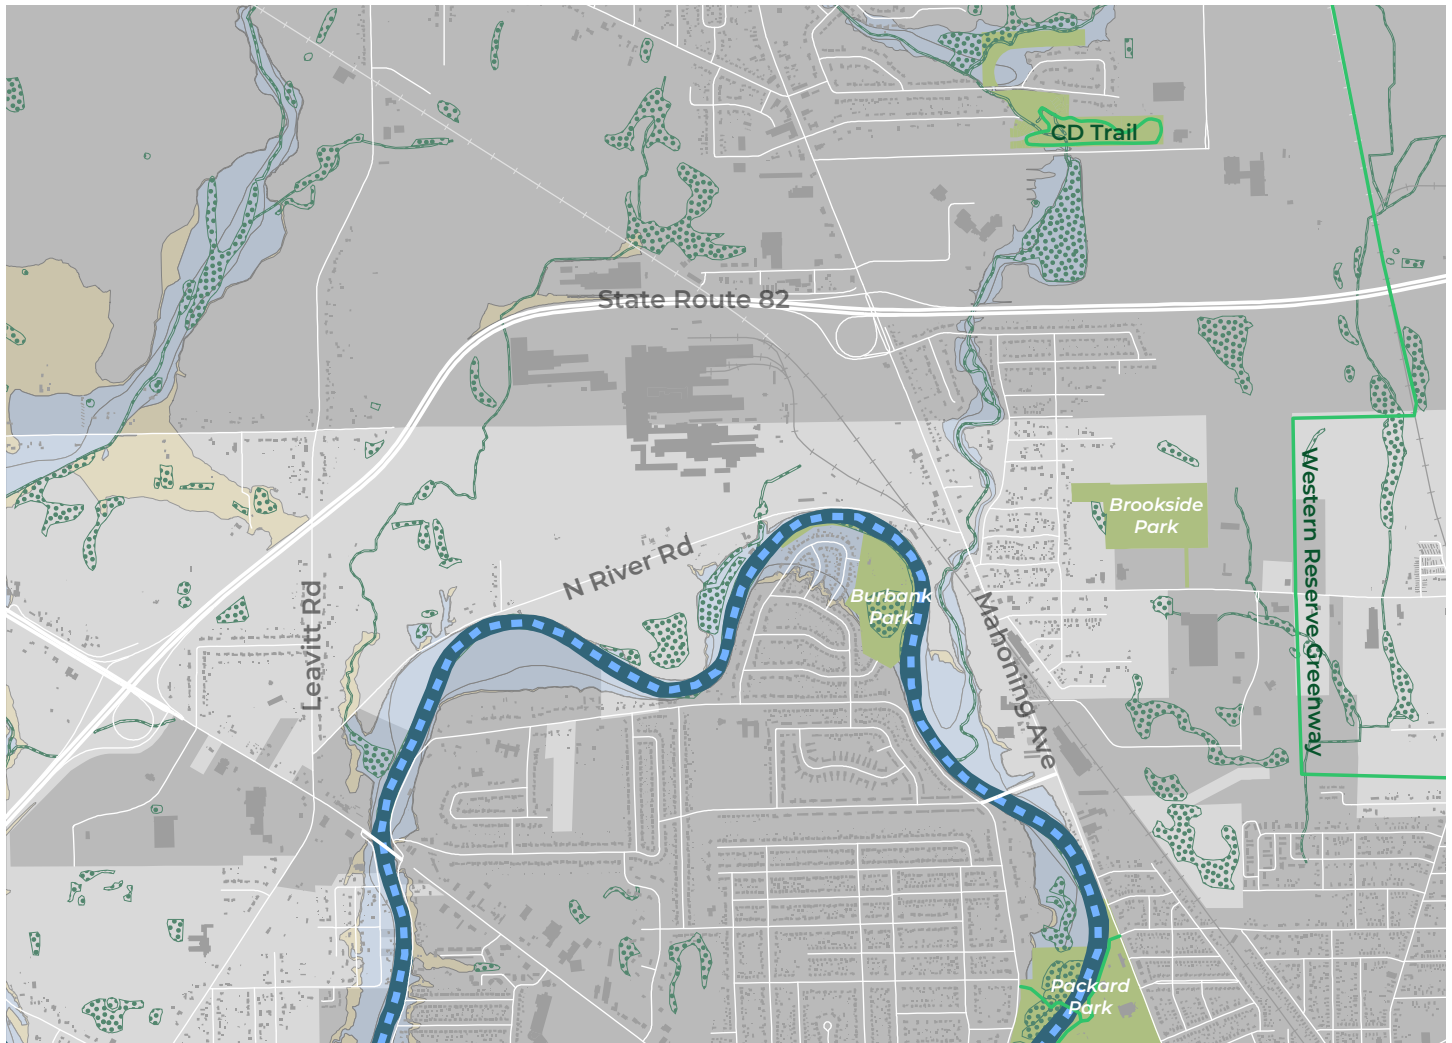 CD Trail
State Route 82
Brookside
Park
Western Reserve Greenway
N River Rd
Burbank
Park
Leavitt Rd
Mahoning Ave
Packard
Park